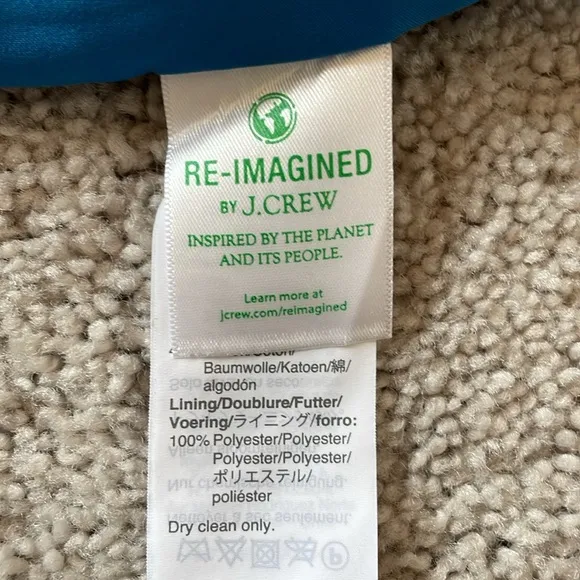 RE-IMAGINED
BY J.CREW
INSPIRED BY THE PLANET
AND ITS PEOPLE.
Learn more at
jcrew.com/reimagined
Baumwolle/Katoen/綿/
algodón
Lining/Doublure/Futter/
Voering/ライニング/forro:
100% Polyester/Polyester/
Polyester/Polyester/
ポリエステル/
poliéster
Dry clean only.